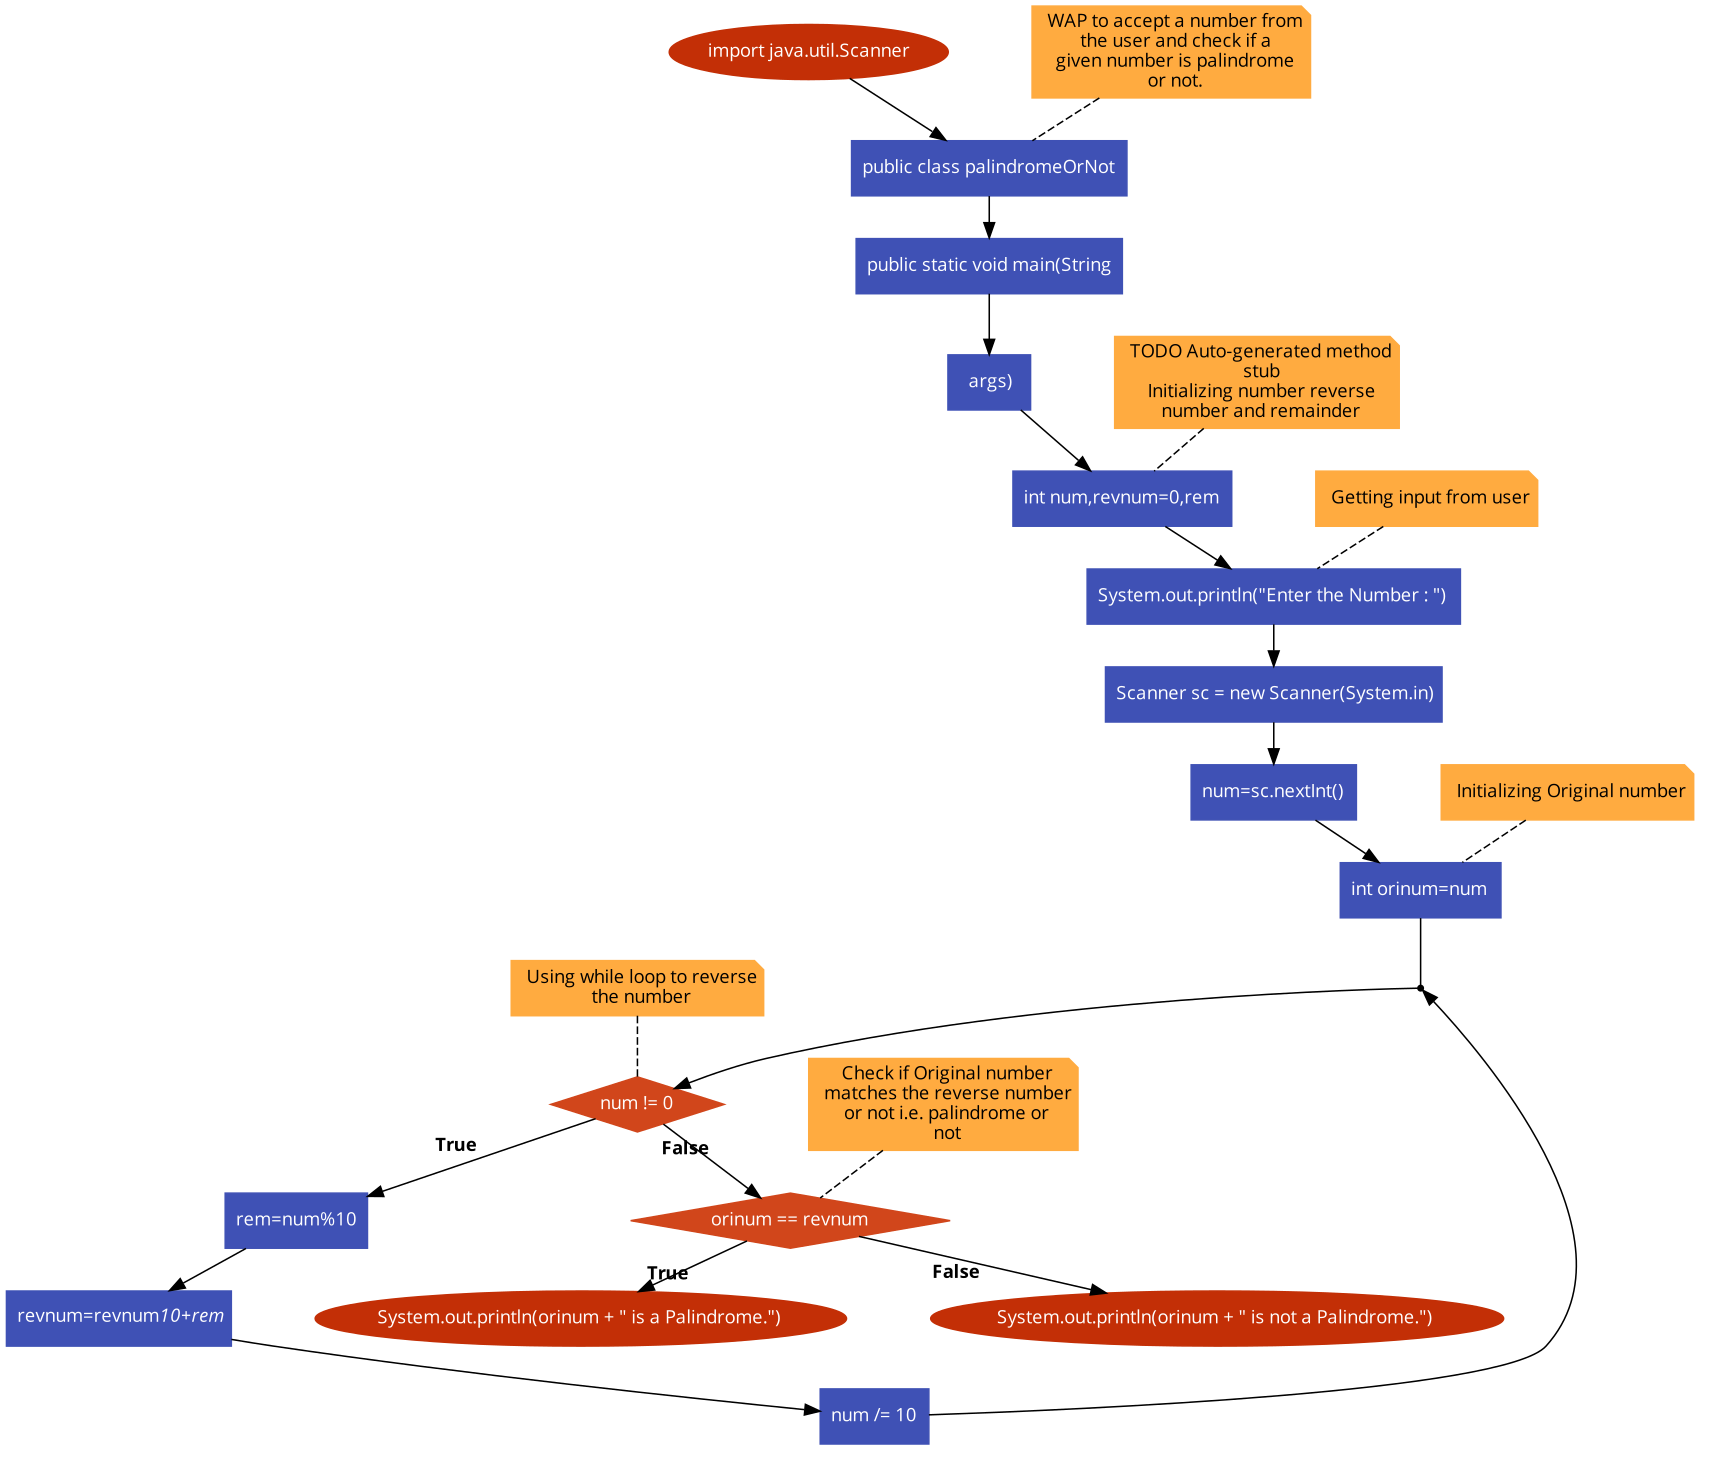 import java.util.Scanner
WAP to accept a number from
the user and check if a
given number is palindrome
or not.
public class palindromeOrNot
public static void main(String
args)
TODO Auto-generated method
stub
Initializing number reverse
number and remainder
int num,revnum=0,rem
Getting input from user
System.out.println("Enter the Number : ")
Scanner sc = new Scanner(System.in)
num=sc.nextInt()
Initializing Original number
int orinum=num
Using while loop to reverse
the number
num != 0
Check if Original number
matches the reverse number
or not i.e. palindrome or
not
True
False
rem=num%10
orinum == revnum
True
False
revnum=revnum10+rem
System.out.println(orinum + " is a Palindrome.")
System.out.println(orinum + " is not a Palindrome.")
num /= 10